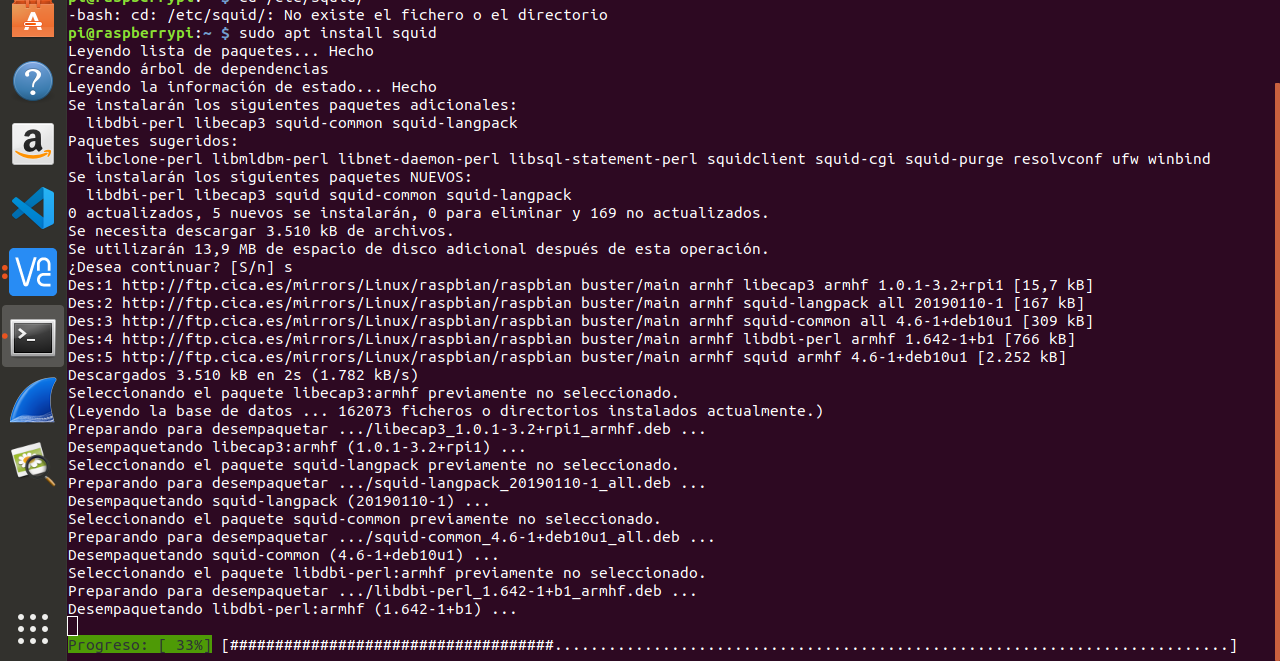 pi@raspberrypi:~ $ cd /etc/squid/
-bash: cd: /etc/squid/: No existe el fichero o el directorio
pi@raspberrypi:~ $ sudo apt install squid
Leyendo lista de paquetes... Hecho
Creando árbol de dependencias
Leyendo la información de estado... Hecho
Se instalarán los siguientes paquetes adicionales:
  libdbi-perl libecap3 squid-common squid-langpack
Paquetes sugeridos:
  libclone-perl libmldbm-perl libnet-daemon-perl libsql-statement-perl squidclient squid-cgi squid-purge resolvconf ufw winbind
Se instalarán los siguientes paquetes NUEVOS:
  libdbi-perl libecap3 squid squid-common squid-langpack
0 actualizados, 5 nuevos se instalarán, 0 para eliminar y 169 no actualizados.
Se necesita descargar 3.510 kB de archivos.
Se utilizarán 13,9 MB de espacio de disco adicional después de esta operación.
¿Desea continuar? [S/n] s
Des:1 http://ftp.cica.es/mirrors/Linux/raspbian/raspbian buster/main armhf libecap3 armhf 1.0.1-3.2+rpi1 [15,7 kB]
Des:2 http://ftp.cica.es/mirrors/Linux/raspbian/raspbian buster/main armhf squid-langpack all 20190110-1 [167 kB]
Des:3 http://ftp.cica.es/mirrors/Linux/raspbian/raspbian buster/main armhf squid-common all 4.6-1+deb10u1 [309 kB]
Des:4 http://ftp.cica.es/mirrors/Linux/raspbian/raspbian buster/main armhf libdbi-perl armhf 1.642-1+b1 [766 kB]
Des:5 http://ftp.cica.es/mirrors/Linux/raspbian/raspbian buster/main armhf squid armhf 4.6-1+deb10u1 [2.252 kB]
Descargados 3.510 kB en 2s (1.782 kB/s)
Seleccionando el paquete libecap3:armhf previamente no seleccionado.
(Leyendo la base de datos ... 162073 ficheros o directorios instalados actualmente.)
Preparando para desempaquetar .../libecap3_1.0.1-3.2+rpi1_armhf.deb ...
Desempaquetando libecap3:armhf (1.0.1-3.2+rpi1) ...
Seleccionando el paquete squid-langpack previamente no seleccionado.
Preparando para desempaquetar .../squid-langpack_20190110-1_all.deb ...
Desempaquetando squid-langpack (20190110-1) ...
Seleccionando el paquete squid-common previamente no seleccionado.
Preparando para desempaquetar .../squid-common_4.6-1+deb10u1_all.deb ...
Desempaquetando squid-common (4.6-1+deb10u1) ...
Seleccionando el paquete libdbi-perl:armhf previamente no seleccionado.
Preparando para desempaquetar .../libdbi-perl_1.642-1+b1_armhf.deb ...
Desempaquetando libdbi-perl:armhf (1.642-1+b1) ...
Progreso: [ 33%] [####################################...........................................................................]